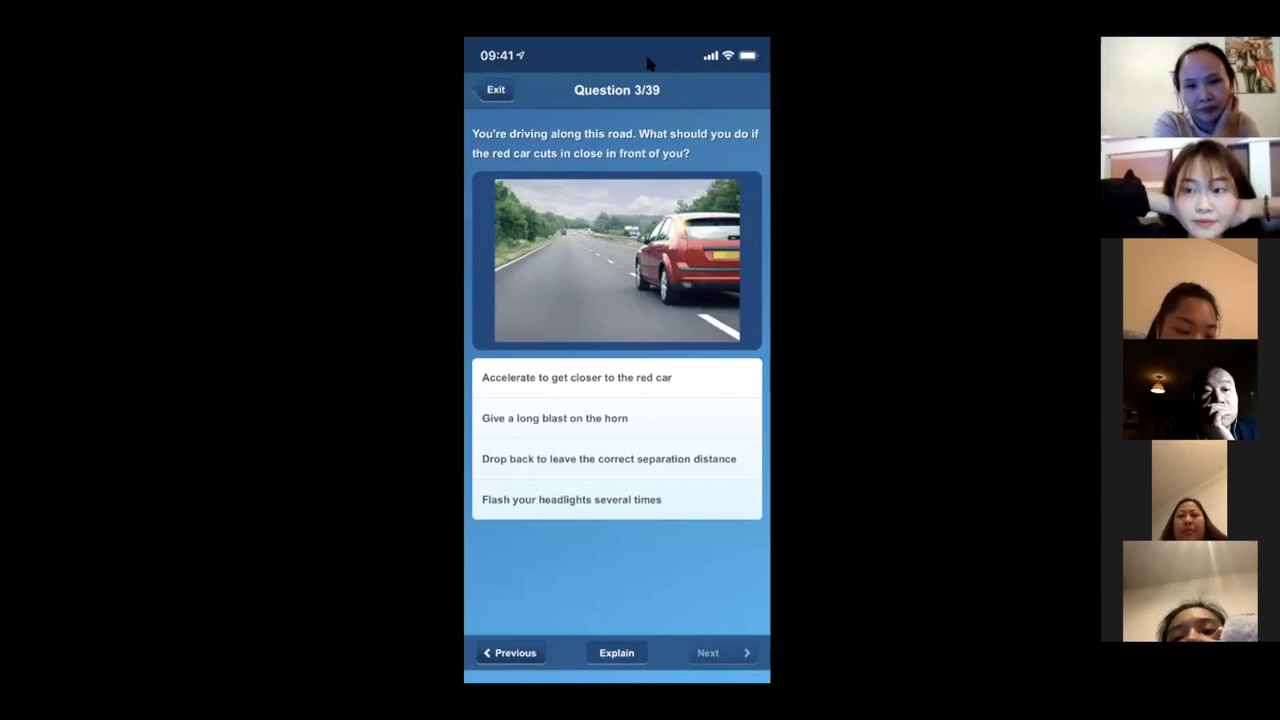 09:41
Exit
Question 3/39
You're driving along this road. What should you do if
the red car cuts in close in front of you?
Accelerate to get closer to the red car
Give a long blast on the horn
Drop back to leave the correct separation distance
Flash your headlights several times
Previous
Explain
Next